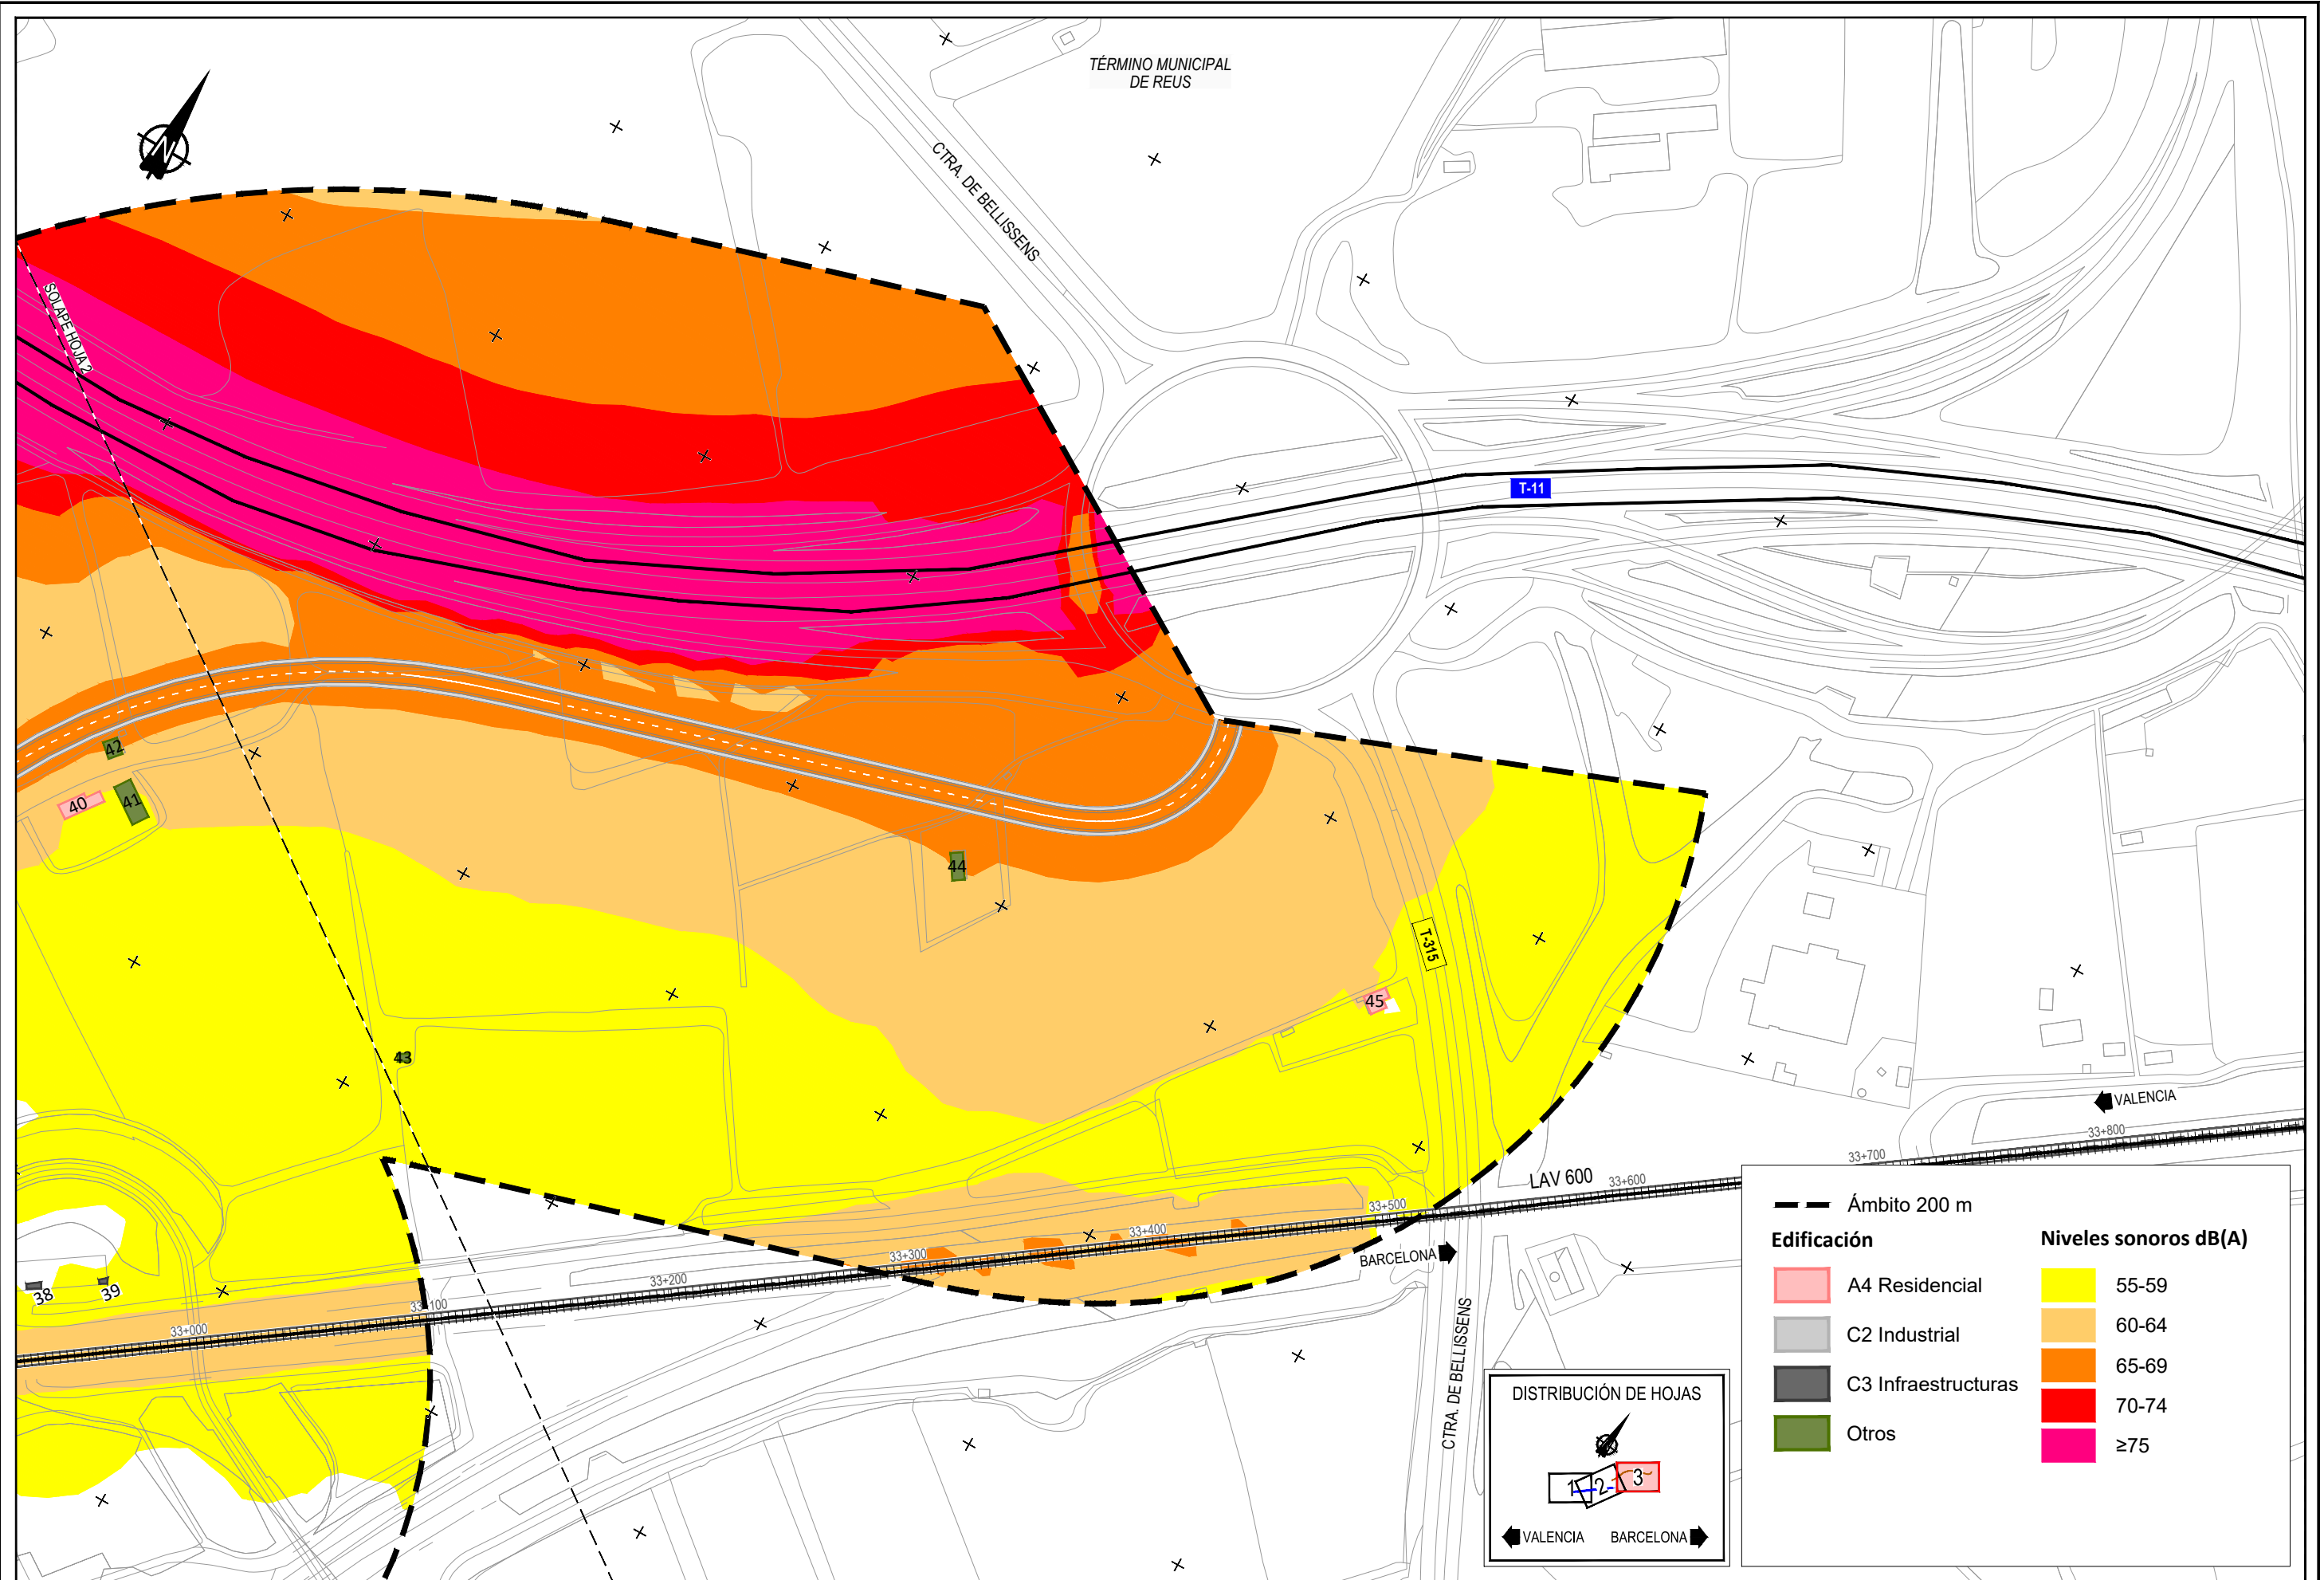 TÉRMINO MUNICIPAL
DE REUS
N
CTRA. DE BELLISSENS
SOLAPE HOJA 2
T-11
42
40
41
44
T-315
45
43
VALENCIA
33+800
33+700
LAV 600
33+600
33+500
33+400
BARCELONA
33+300
33+200
33+100
33+000
38
39
CTRA. DE BELLISSENS
DISTRIBUCIÓN DE HOJAS
1
2
3
VALENCIA
BARCELONA
Ámbito 200 m
Edificación
A4 Residencial
C2 Industrial
C3 Infraestructuras
Otros
Niveles sonoros dB(A)
55-59
60-64
65-69
70-74
≥75